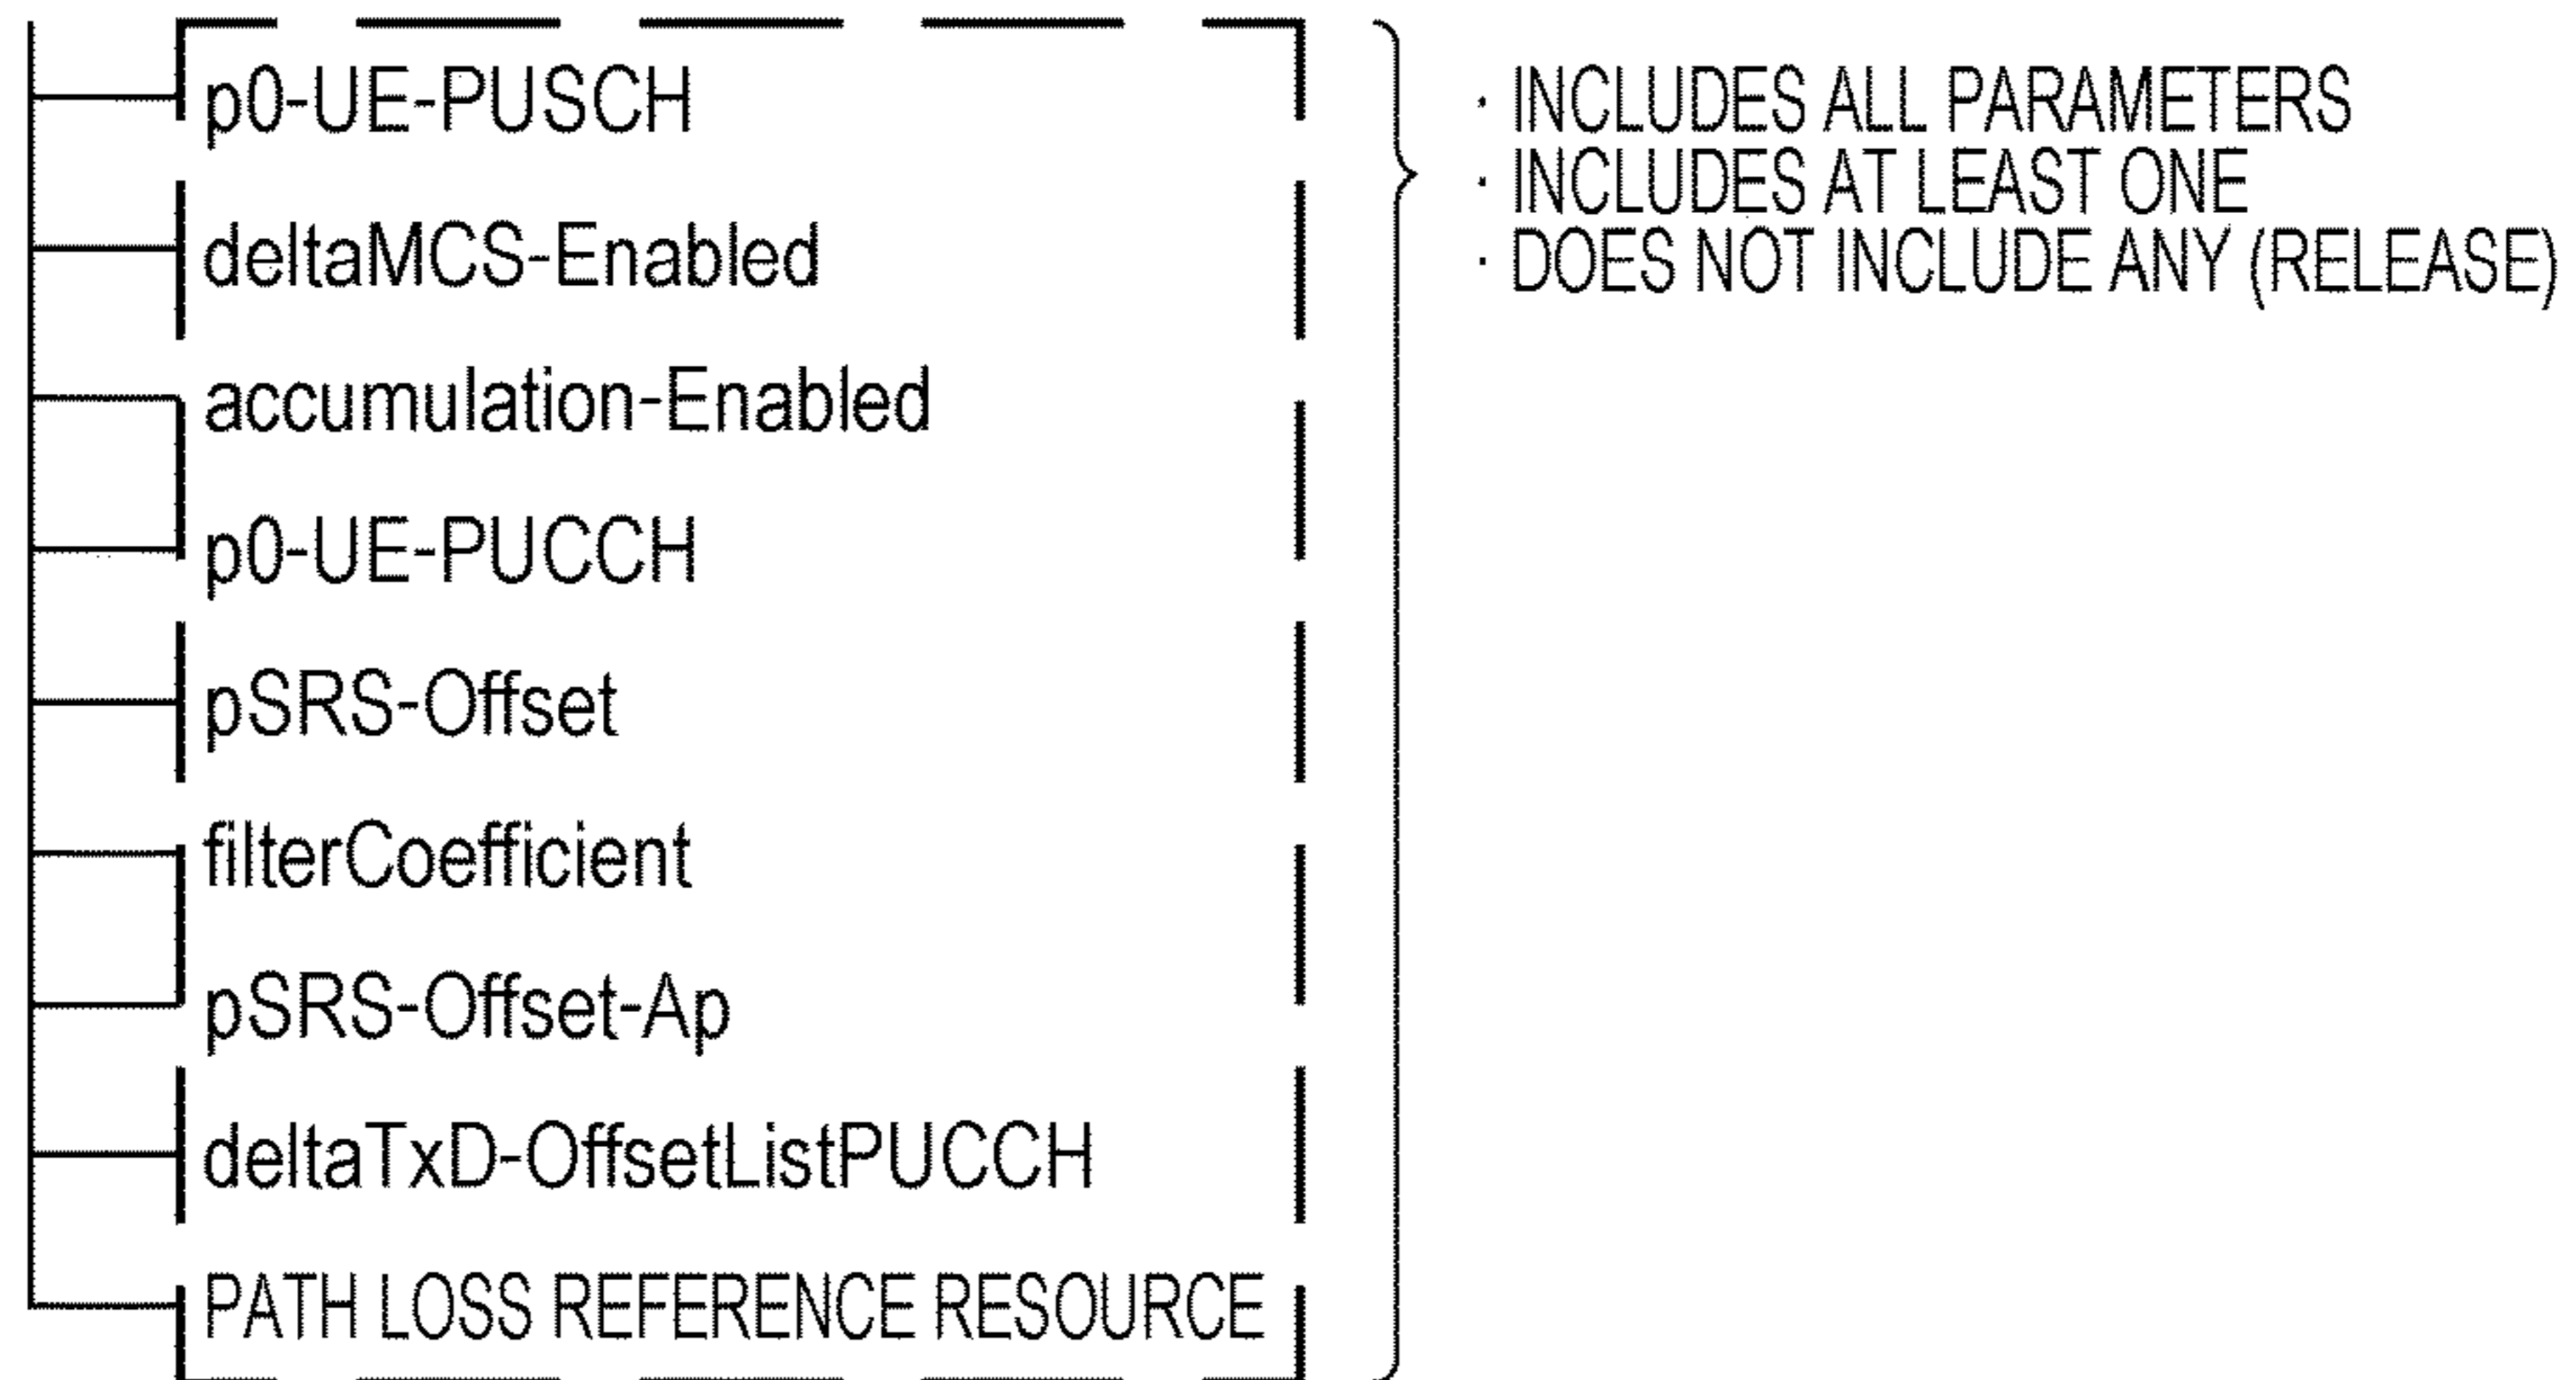 p0-UE-PUSCH
deltaMCS-Enabled
accumulation-Enabled
p0-UE-PUCCH
pSRS-Offset
filterCoefficient
pSRS-Offset-Ap
deltaTxD-OffsetListPUCCH
PATH LOSS REFERENCE RESOURCE
· INCLUDES ALL PARAMETERS
· INCLUDES AT LEAST ONE
· DOES NOT INCLUDE ANY (RELEASE)